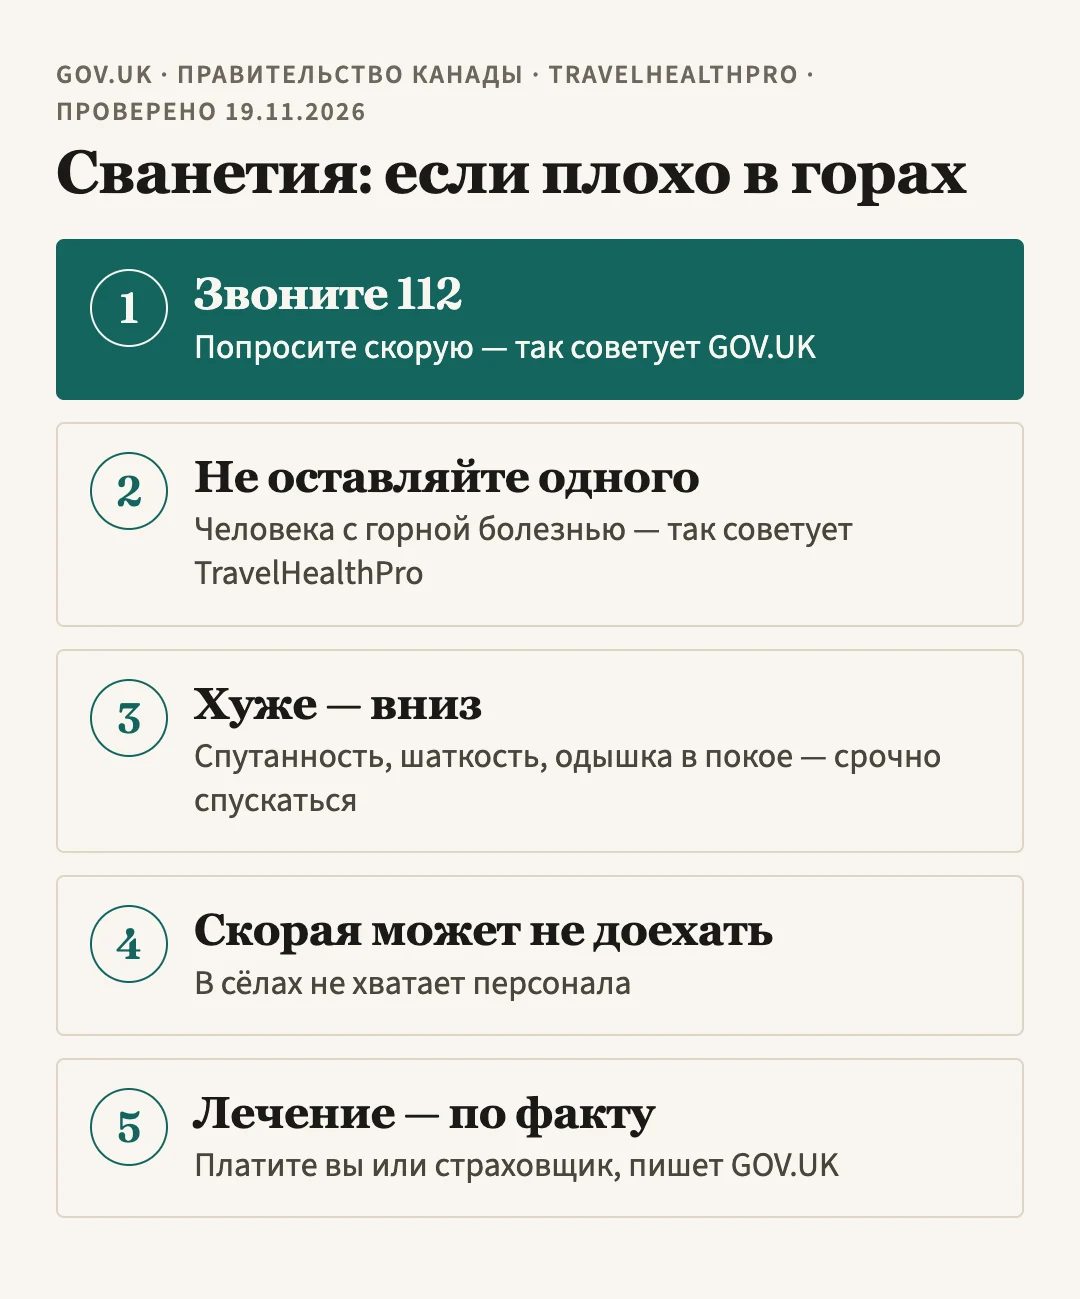 GOV.UK · ПРАВИТЕЛЬСТВО КАНАДЫ · TRAVELHEALTHPRO ·
ПРОВЕРЕНО 19.11.2026
Сванетия: если плохо в горах
1
Звоните 112
Попросите скорую — так советует GOV.UK
2
Не оставляйте одного
Человека с горной болезнью — так советует
TravelHealthPro
3
Хуже — вниз
Спутанность, шаткость, одышка в покое — срочно
спускаться
4
Скорая может не доехать
В сёлах не хватает персонала
5
Лечение — по факту
Платите вы или страховщик, пишет GOV.UK